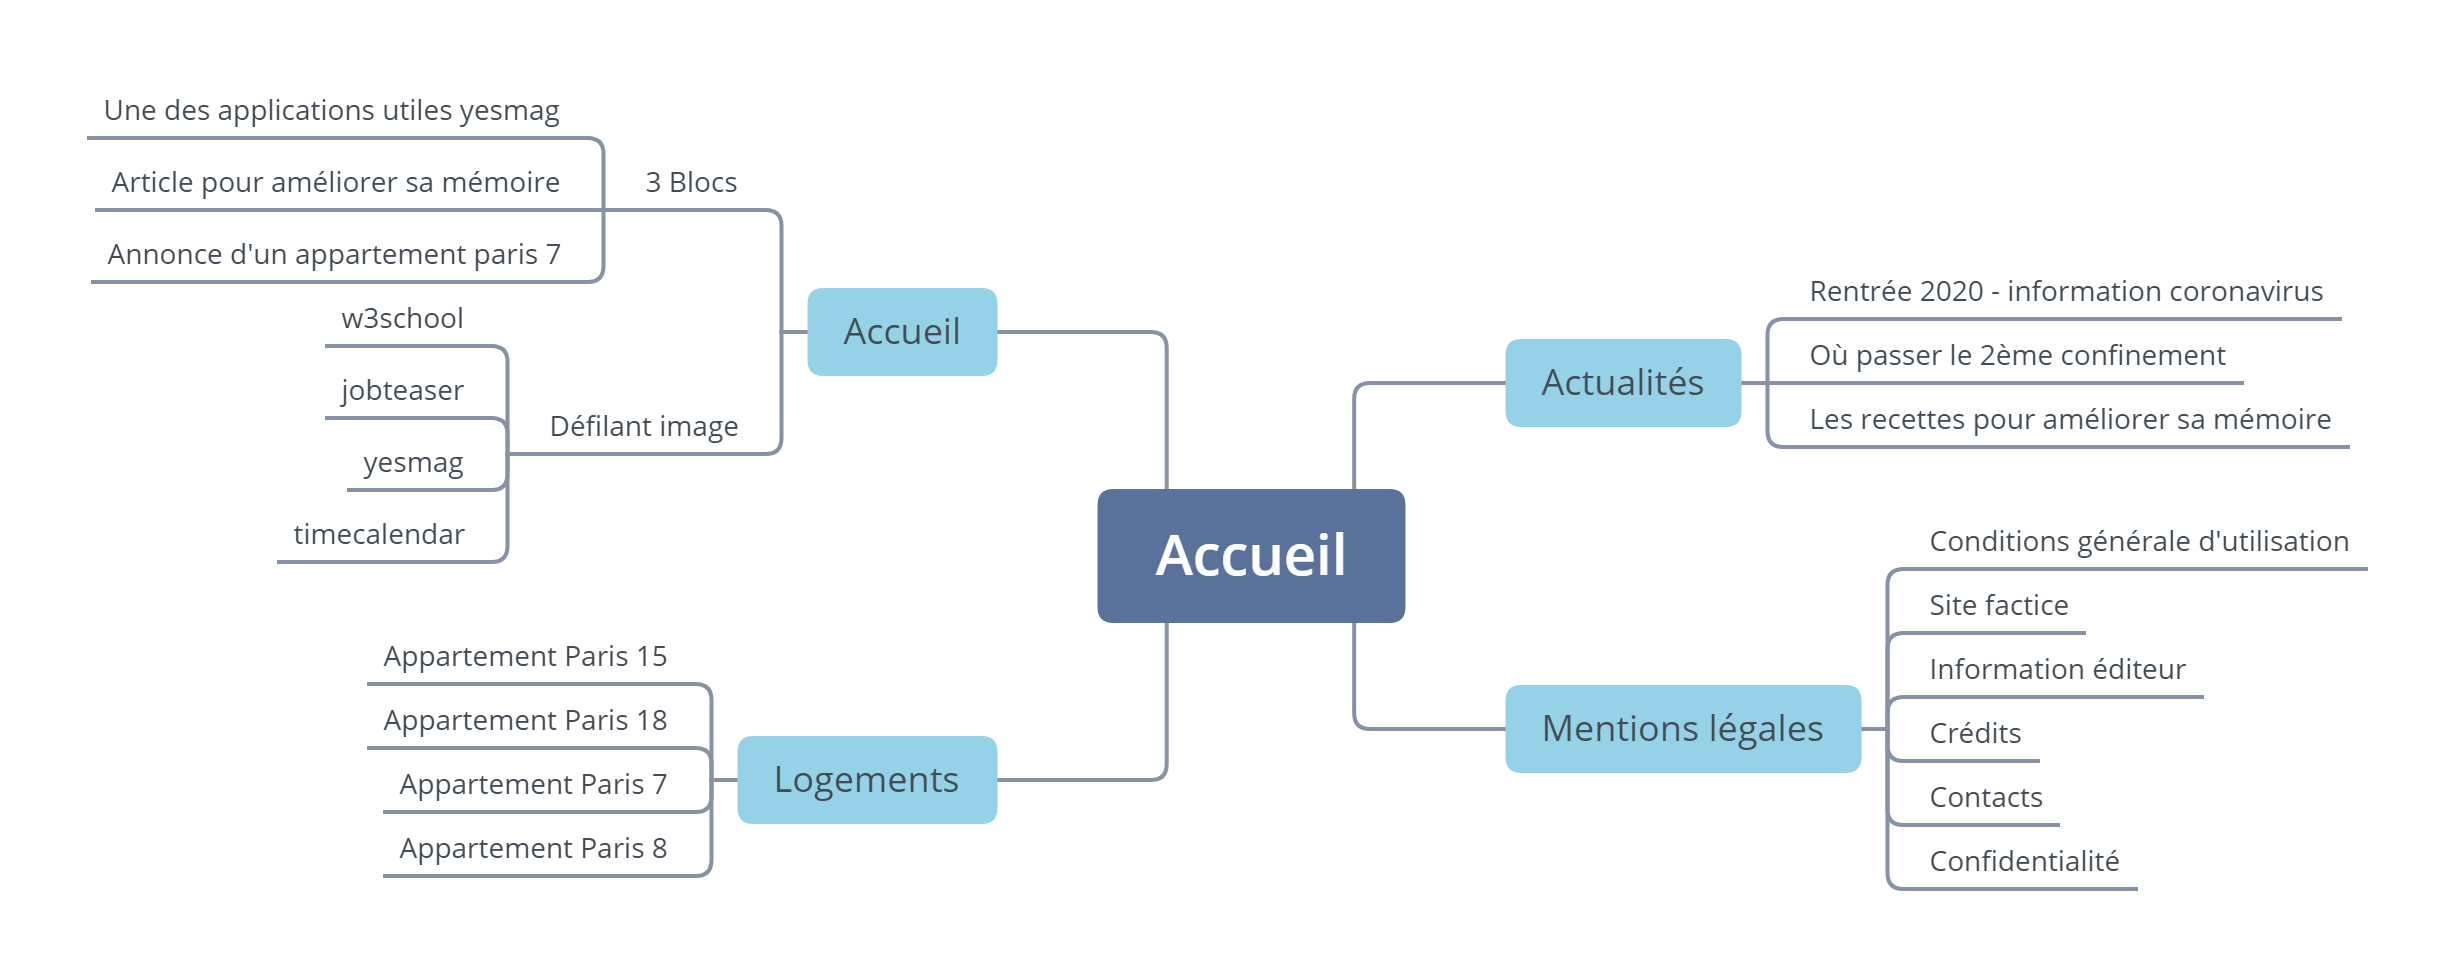 Accueil
Accueil
3 Blocs
Une des applications utiles yesmag
Article pour améliorer sa mémoire
Annonce d'un appartement paris 7
Défilant image
w3school
jobteaser
yesmag
timecalendar
Logements
Appartement Paris 15
Appartement Paris 18
Appartement Paris 7
Appartement Paris 8
Actualités
Rentrée 2020 - information coronavirus
Où passer le 2ème confinement
Les recettes pour améliorer sa mémoire
Mentions légales
Conditions générale d'utilisation
Site factice
Information éditeur
Crédits
Contacts
Confidentialité